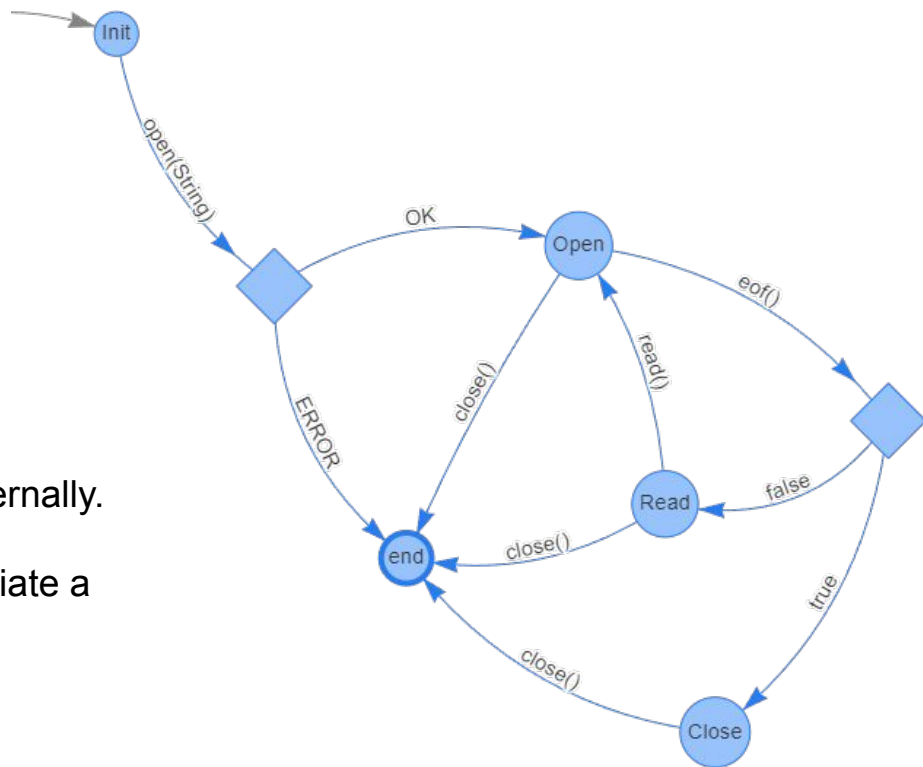 Init
open(String)
OK
Open
eof()
read()
close()
ERROR
false
Read
ernally.
close()
end
iate a
true
close()
Close